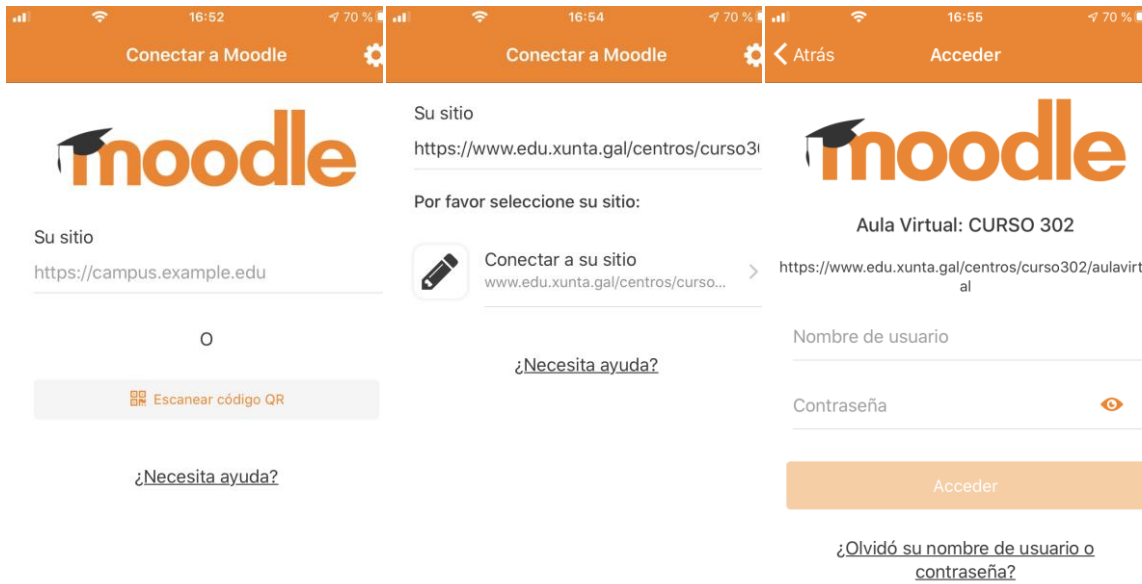 16:52
70 %
Conectar a Moodle
moodle
Su sitio
https://campus.example.edu
O
Escanear código QR
¿Necesita ayuda?
16:54
70 %
Conectar a Moodle
Su sitio
https://www.edu.xunta.gal/centros/curso3
Por favor seleccione su sitio:
Conectar a su sitio
www.edu.xunta.gal/centros/curso...
¿Necesita ayuda?
16:55
70 %
Atrás
Acceder
moodle
Aula Virtual: CURSO 302
https://www.edu.xunta.gal/centros/curso302/aulavirt
al
Nombre de usuario
Contraseña
Acceder
¿Olvidó su nombre de usuario o
contraseña?